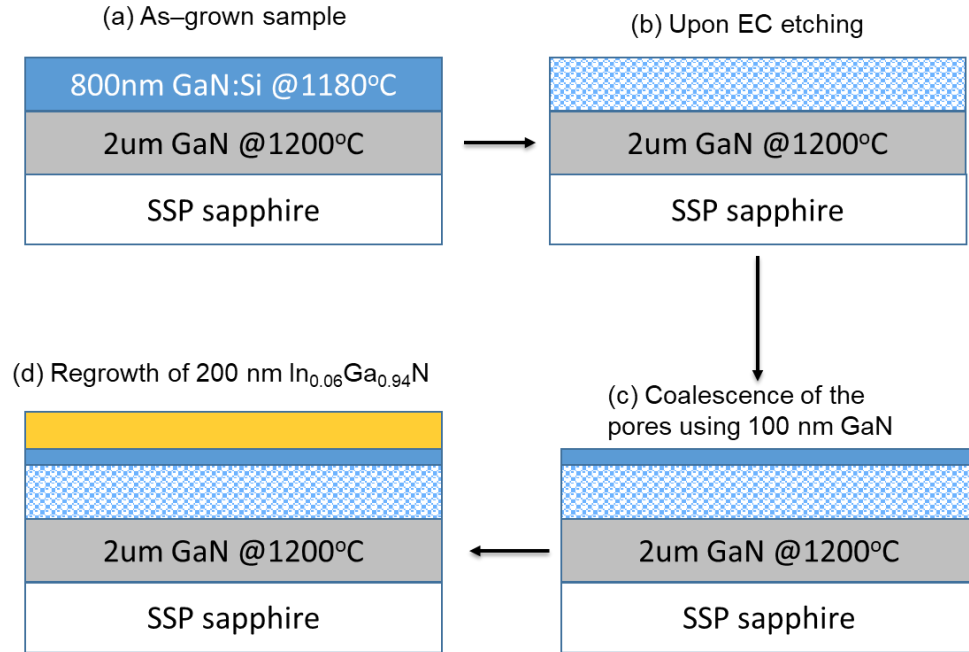 (a) As–grown sample
800nm GaN:Si @1180°C
2um GaN @1200°C
SSP sapphire
(b) Upon EC etching
2um GaN @1200°C
SSP sapphire
(c) Coalescence of the
pores using 100 nm GaN
2um GaN @1200°C
SSP sapphire
(d) Regrowth of 200 nm In₀.₀₆Ga₀.₉₄N
2um GaN @1200°C
SSP sapphire